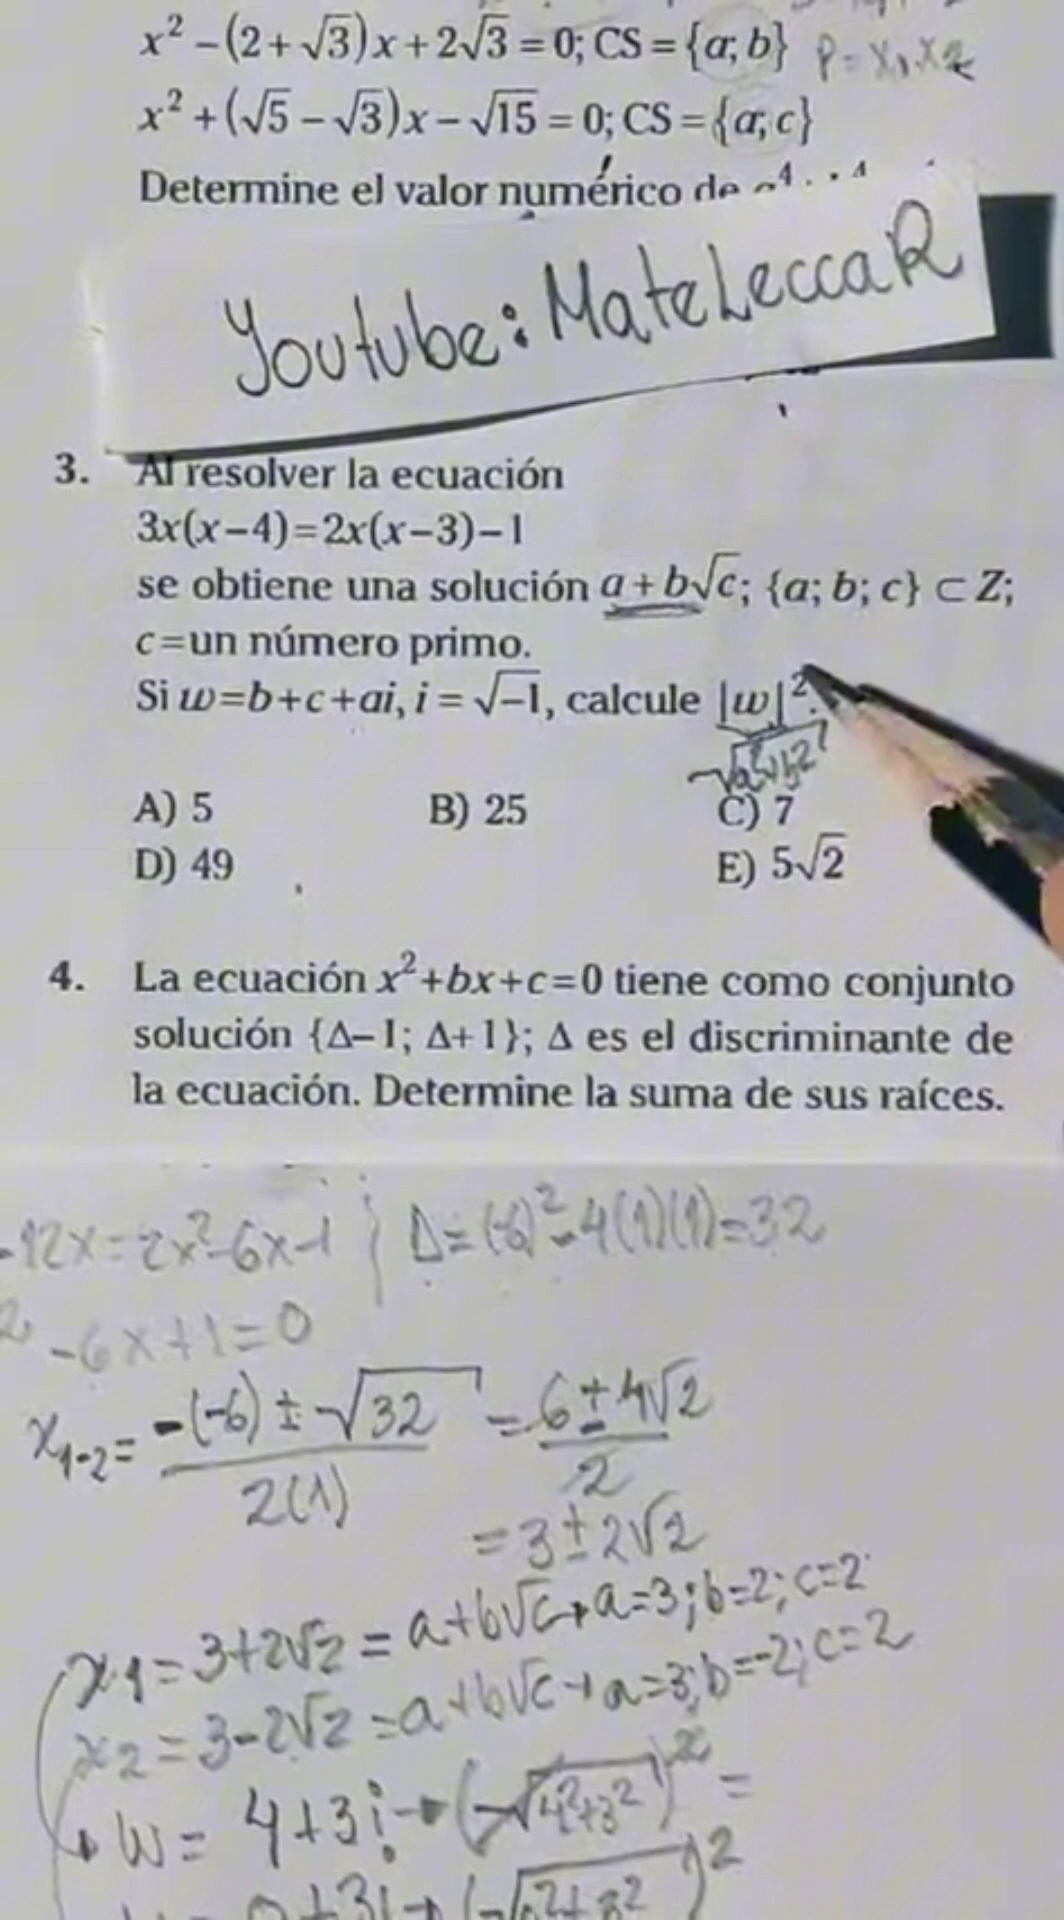 x² – (2 + √3)x + 2√3 = 0; CS = {a; b} P = x₁ x₂
x² + (√5 – √3)x – √15 = 0; CS = {a; c}
Determine el valor numérico de
Youtube: MateLeccaR
3. Al resolver la ecuación
3x(x–4)=2x(x–3)–1
se obtiene una solución a+b√c; {a; b; c} ⊂ Z;
c=un número primo.
Si w=b+c+ai, i=√–1, calcule |w|².
√a²+b²
A) 5 B) 25 C) 7
D) 49 E) 5√2
4. La ecuación x²+bx+c=0 tiene como conjunto
solución {Δ–1; Δ+1}; Δ es el discriminante de
la ecuación. Determine la suma de sus raíces.
-12x=2x²-6x-1 } Δ=(-6)²-4(1)(1)=32
-6x+1=0
x₁₋₂= -(-6)±√32 / 2(1) = 6±4√2 / 2
= 3±2√2
x1=3+2√2=a+b√c→a=3;b=2;c=2
x2=3-2√2=a+b√c→a=3;b=-2;c=2
w= 4+3i→(√4²+3²)²=
+3i→(√